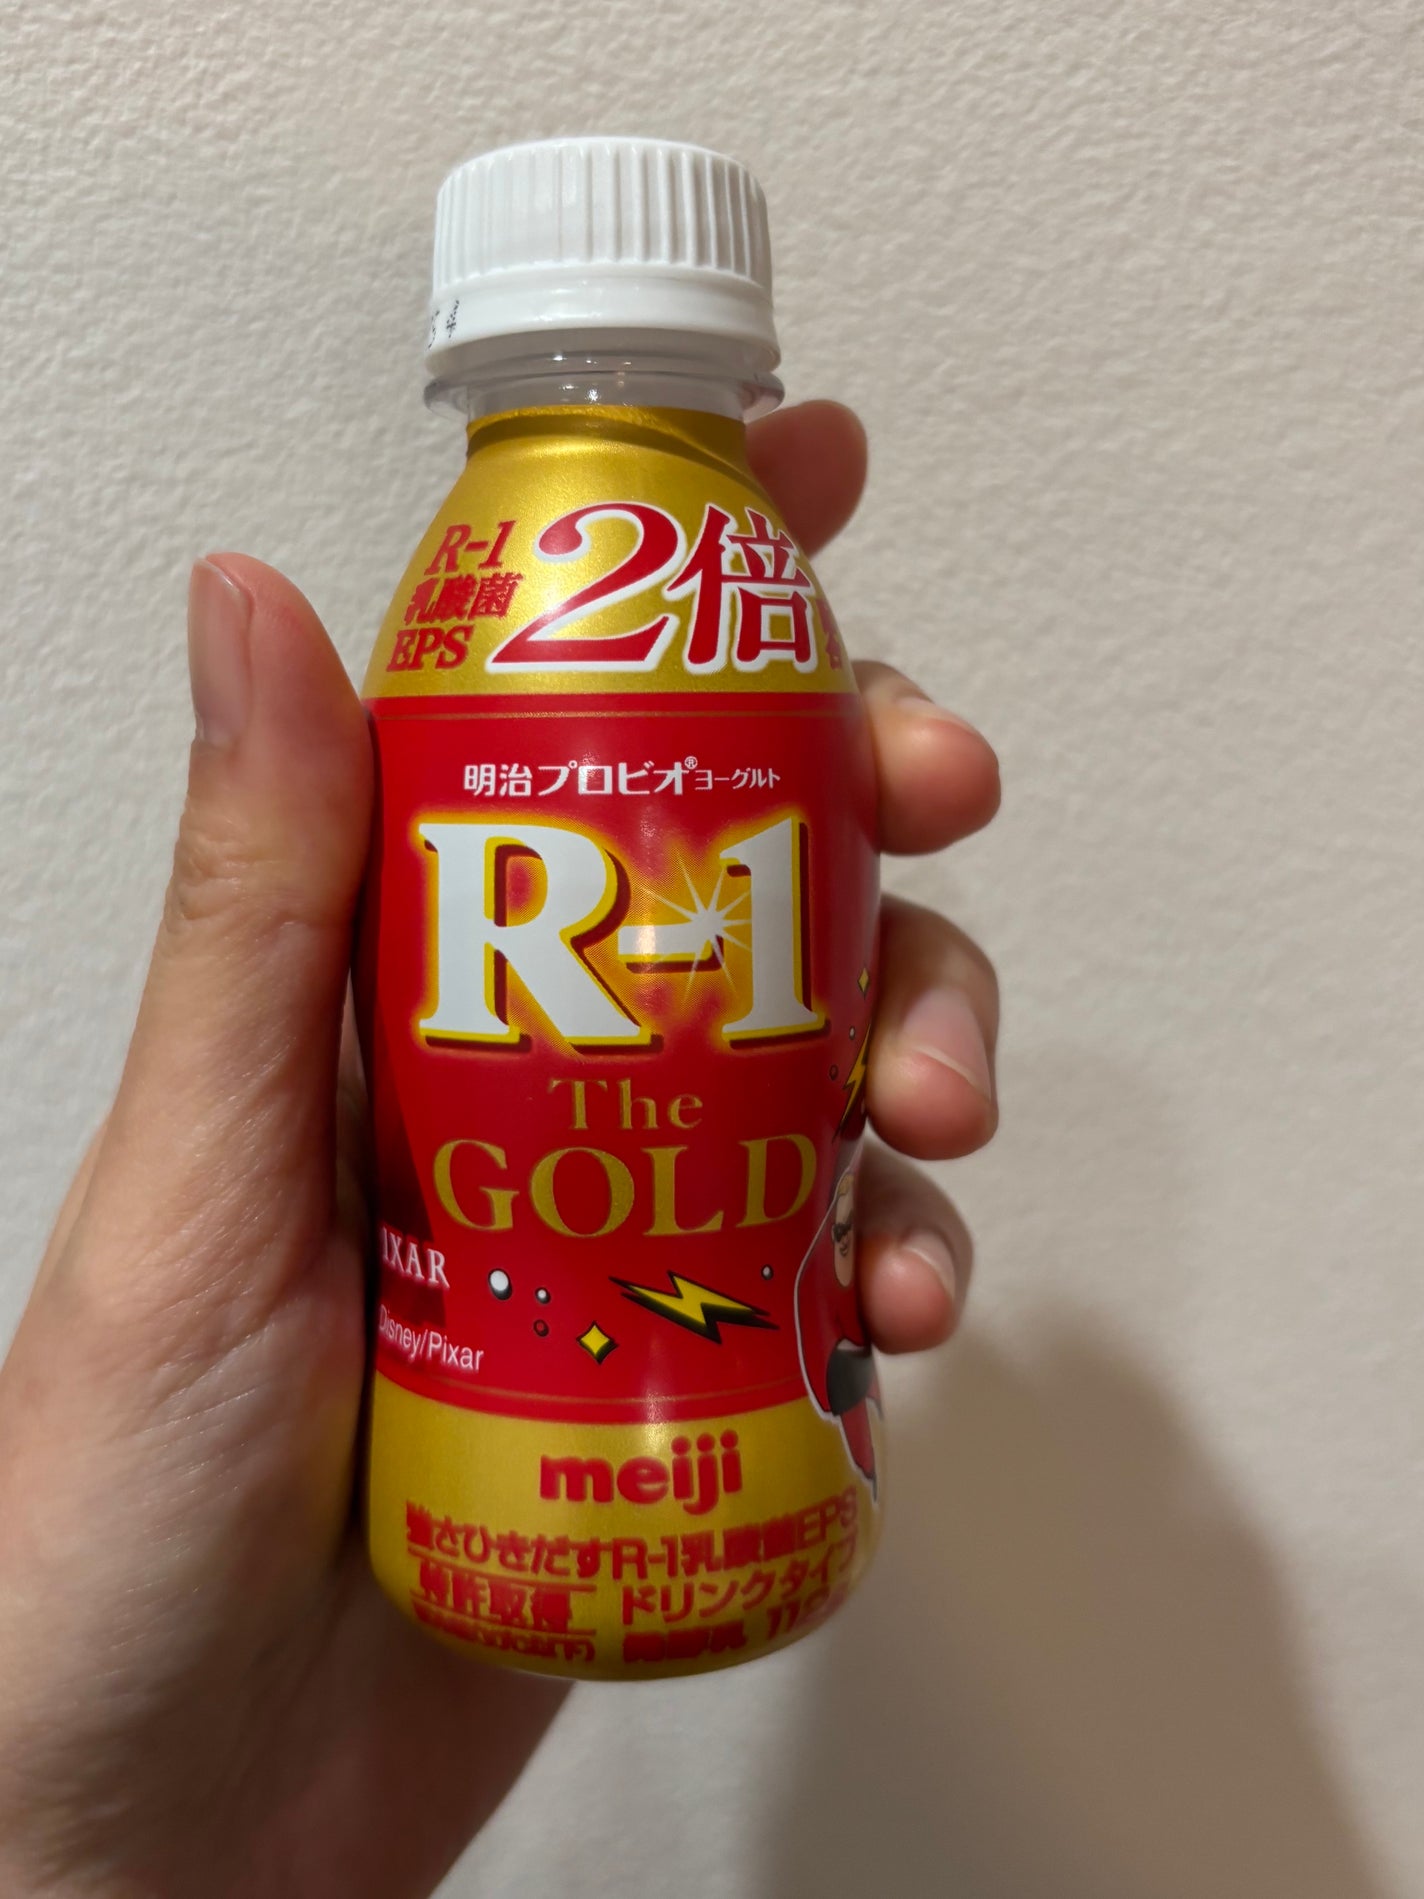 R-1
乳酸菌
EPS
2倍
明治プロビオ®ヨーグルト
R-1
The
GOLD
IXAR
Disney/Pixar
meiji
強さひきだすR-1乳酸菌EPS
特許取得
ドリンクタイプ